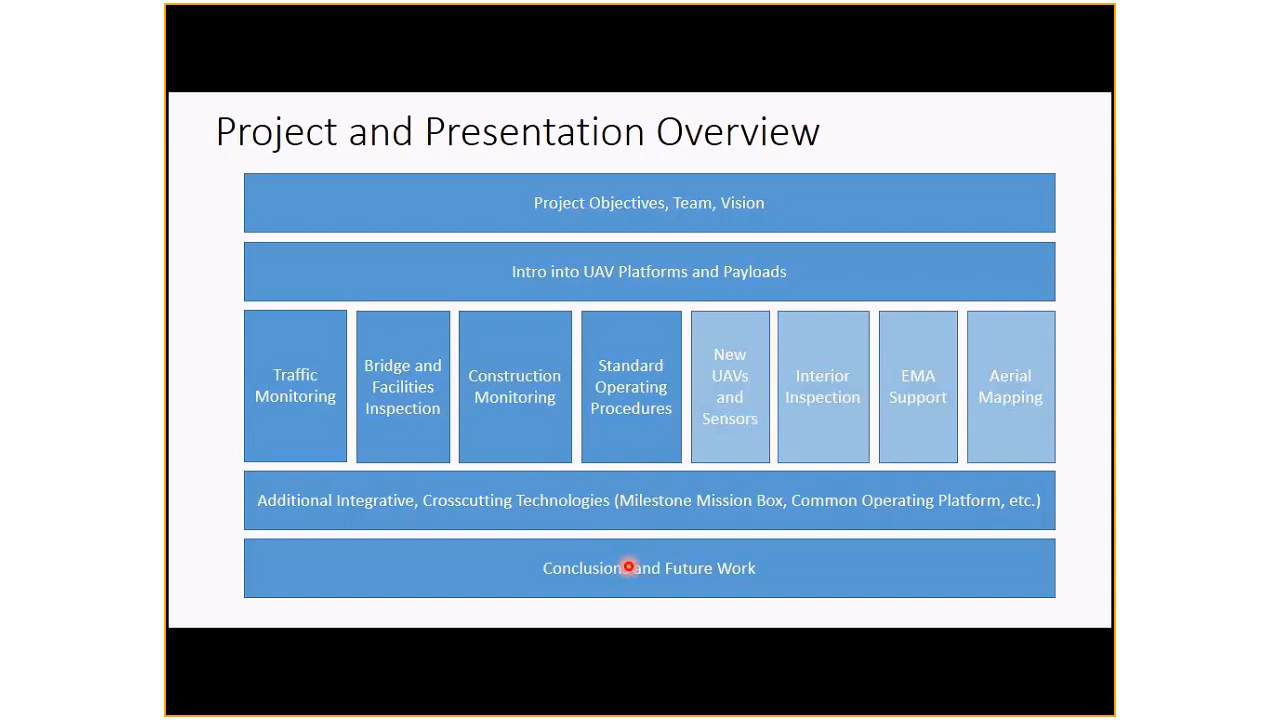 Project and Presentation Overview
Project Objectives, Team, Vision
Intro into UAV Platforms and Payloads
Traffic
Monitoring
Bridge and
Facilities
Inspection
Construction
Monitoring
Standard
Operating
Procedures
New
UAVs
and
Sensors
Interior
Inspection
EMA
Support
Aerial
Mapping
Additional Integrative, Crosscutting Technologies (Milestone Mission Box, Common Operating Platform, etc.)
Conclusions and Future Work